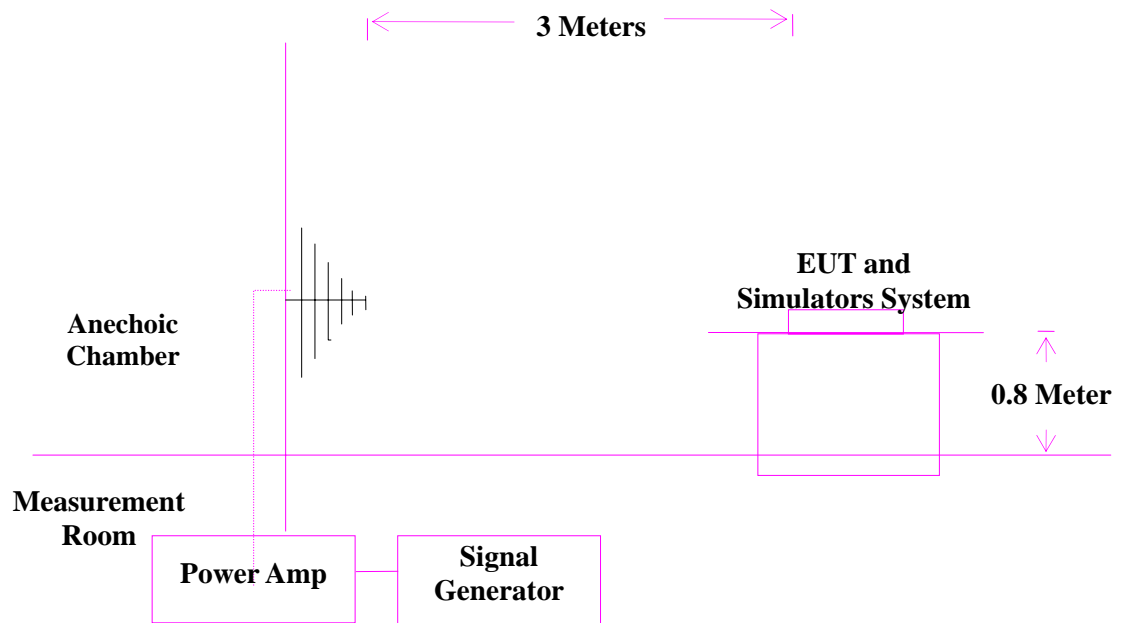 3 Meters
EUT and
Simulators System
Anechoic
Chamber
0.8 Meter
Measurement
Room
Power Amp
Signal
Generator